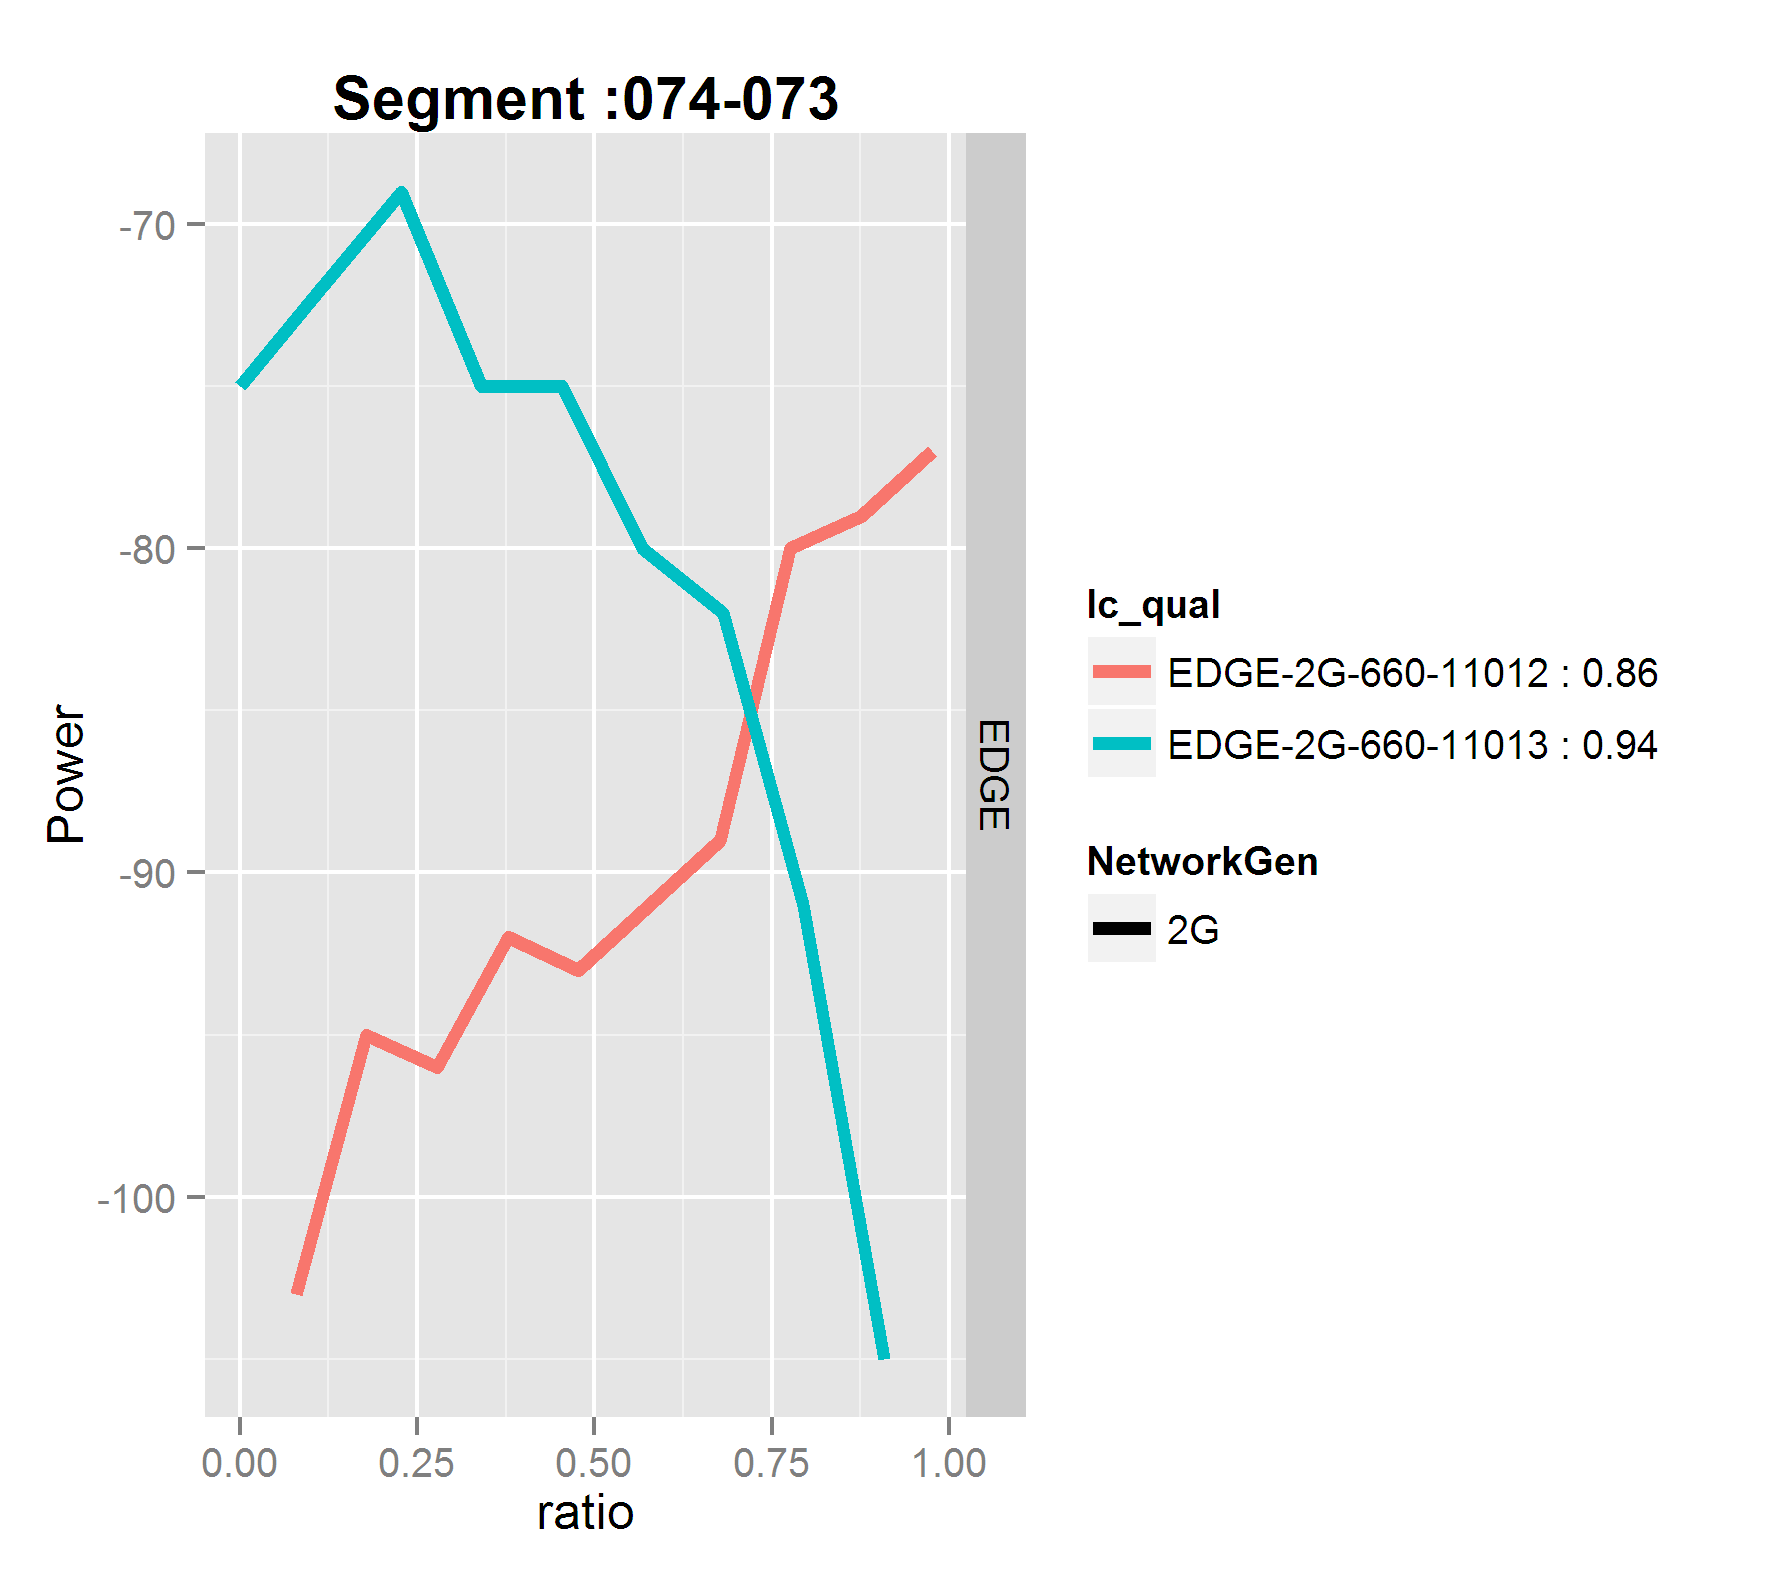 Segment :074-073
-70
-80
-90
-100
Power
0.00 0.25 0.50 0.75 1.00
ratio
EDGE
lc_qual
EDGE-2G-660-11012 : 0.86
EDGE-2G-660-11013 : 0.94
NetworkGen
2G